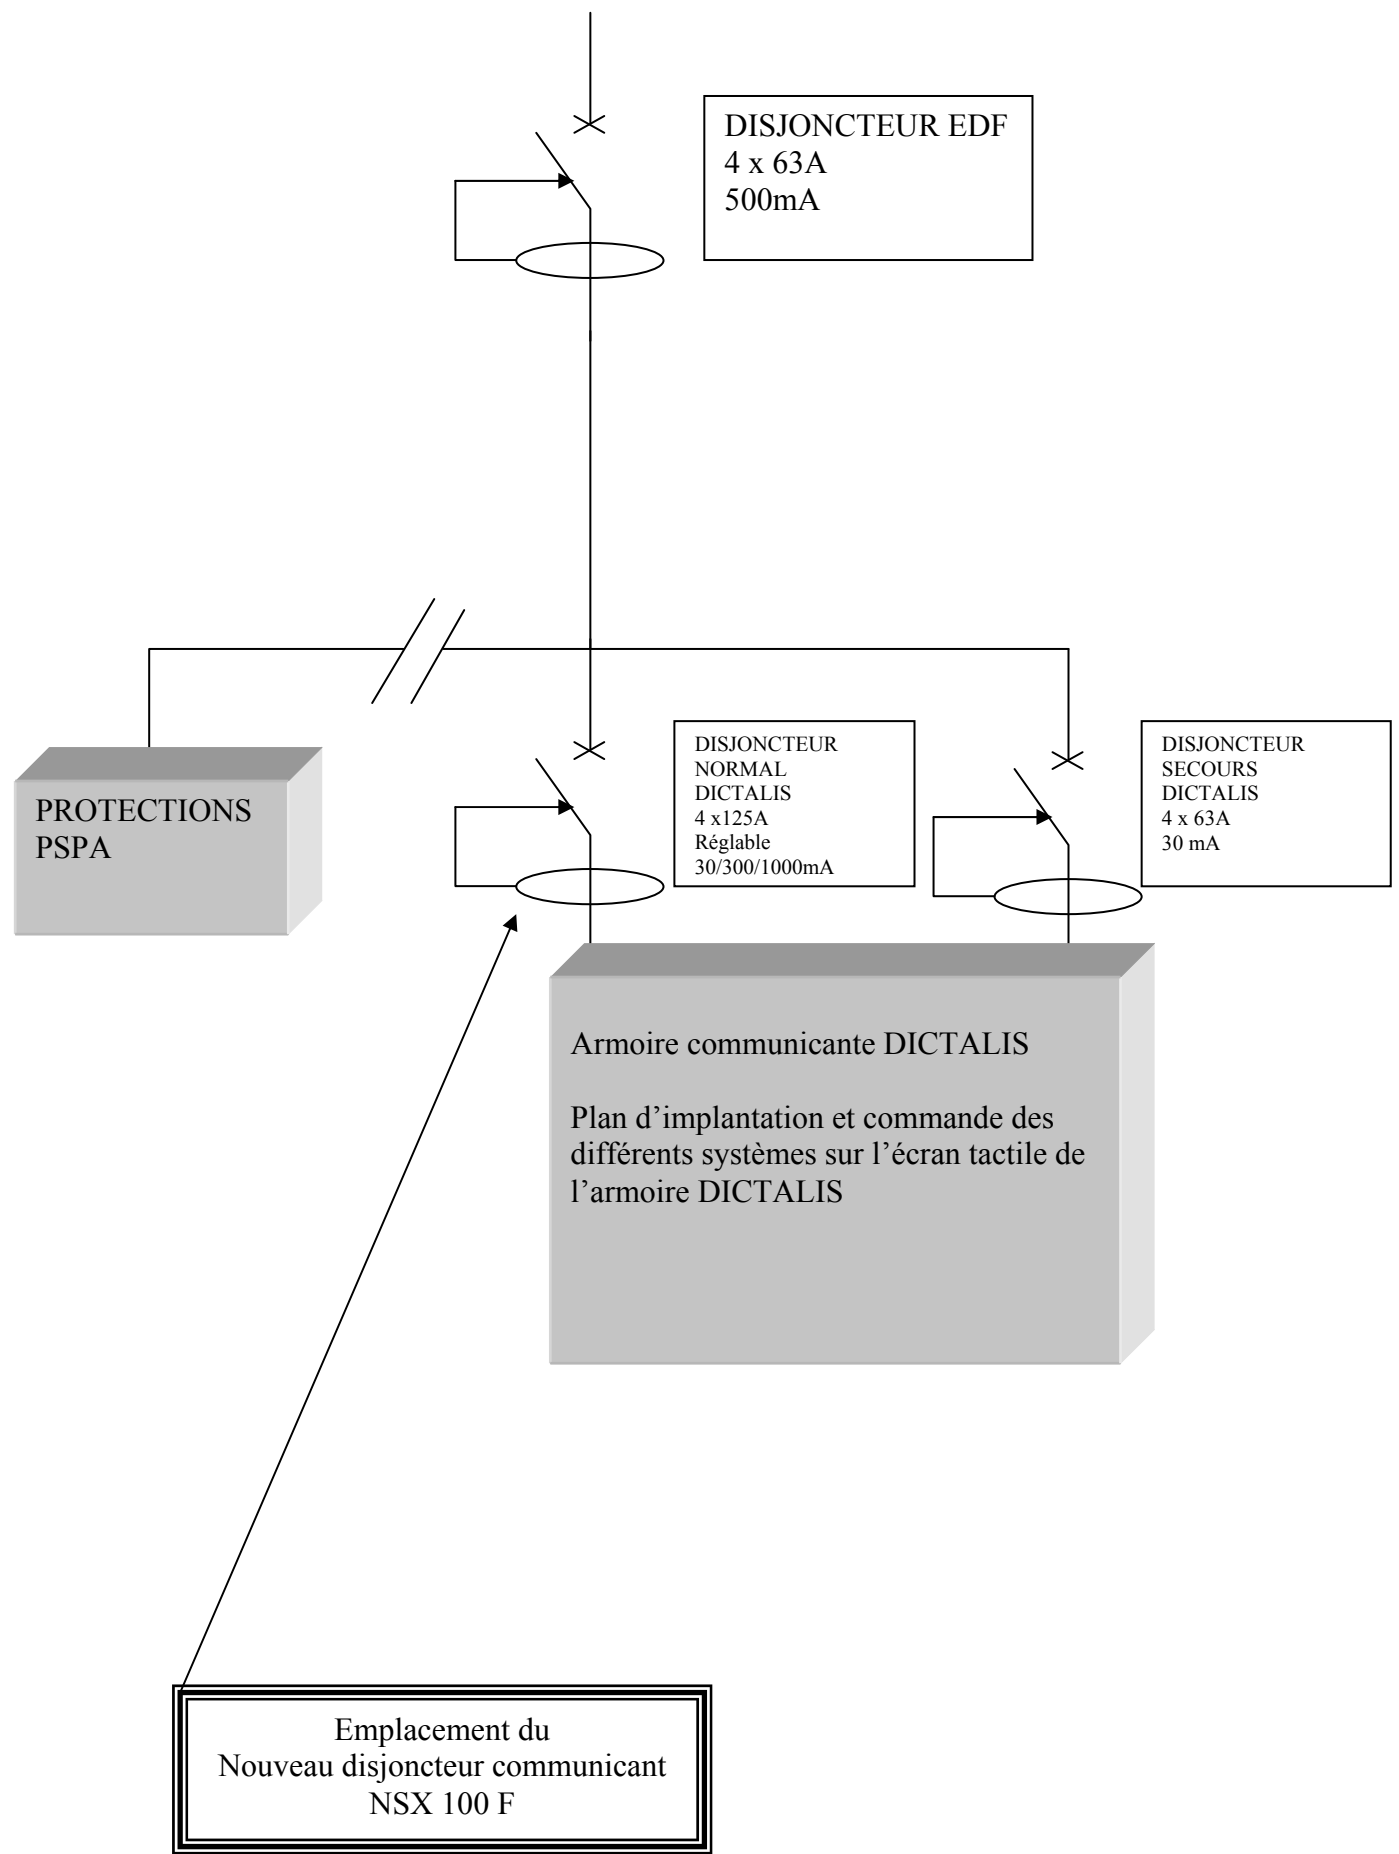 DISJONCTEUR EDF
4 x 63A
500mA
PROTECTIONS
PSPA
DISJONCTEUR
NORMAL
DICTALIS
4 x125A
Réglable
30/300/1000mA
DISJONCTEUR
SECOURS
DICTALIS
4 x 63A
30 mA
Armoire communicante DICTALIS
Plan d’implantation et commande des
différents systèmes sur l’écran tactile de
l’armoire DICTALIS
Emplacement du
Nouveau disjoncteur communicant
NSX 100 F